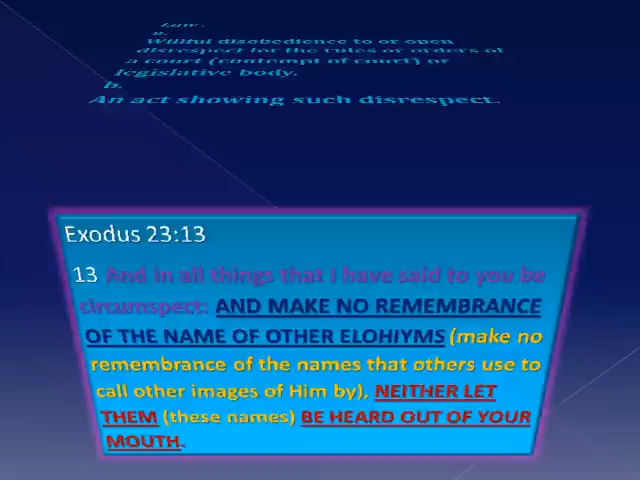 Law.
a.
Willful disobedience to or open
disrespect for the rules or orders of
a court (contempt of court) or
legislative body.
b.
An act showing such disrespect.
Exodus 23:13
13 And in all things that I have said to you be
circumspect: AND MAKE NO REMEMBRANCE
OF THE NAME OF OTHER ELOHIYMS (make no
remembrance of the names that others use to
call other images of Him by), NEITHER LET
THEM (these names) BE HEARD OUT OF YOUR
MOUTH.